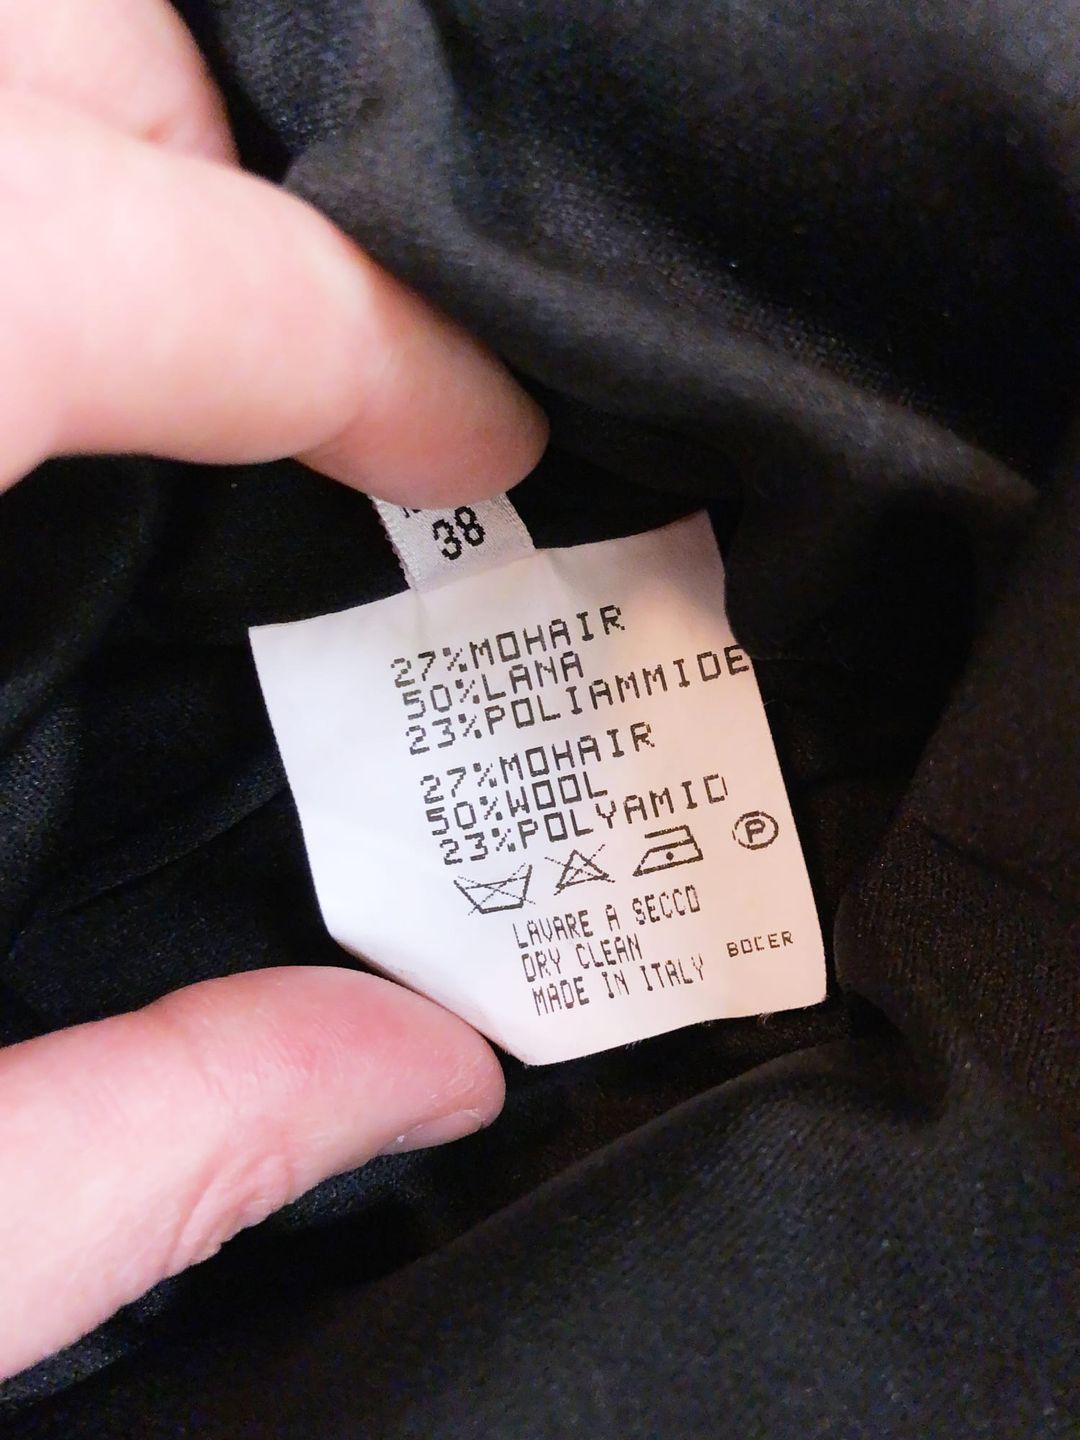 38
27%MOHAIR
50%LANA
23%POLIAMMIDE
27%MOHAIR
50%WOOL
23%POLYAMID
P
LAVARE A SECCO
DRY CLEAN
MADE IN ITALY